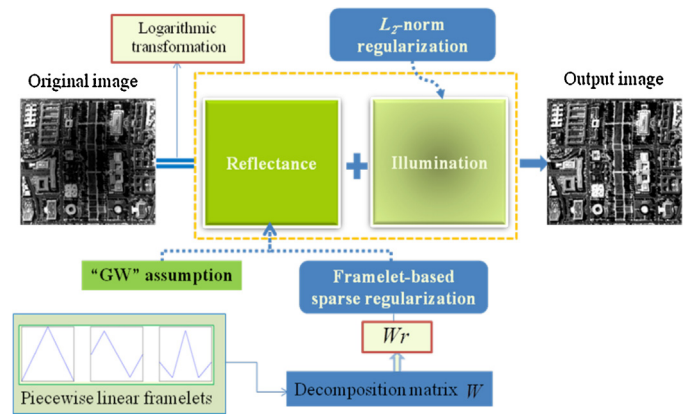 Logarithmic
transformation
L2-norm
regularization
Original image
Output image
Reflectance
Illumination
"GW" assumption
Framelet-based
sparse regularization
Wr
Piecewise linear framelets
Decomposition matrix W